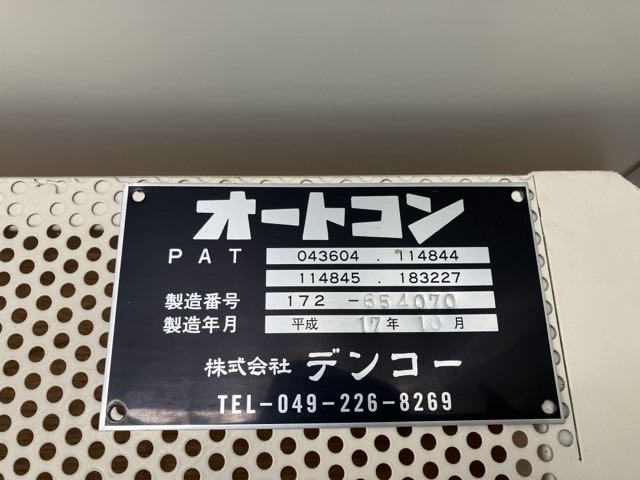 オートコン
PAT 043604 . 114844
114845 . 183227
製造番号 172-654070
製造年月 平成 17年 10月
株式会社 デンコー
TEL-049-226-8269